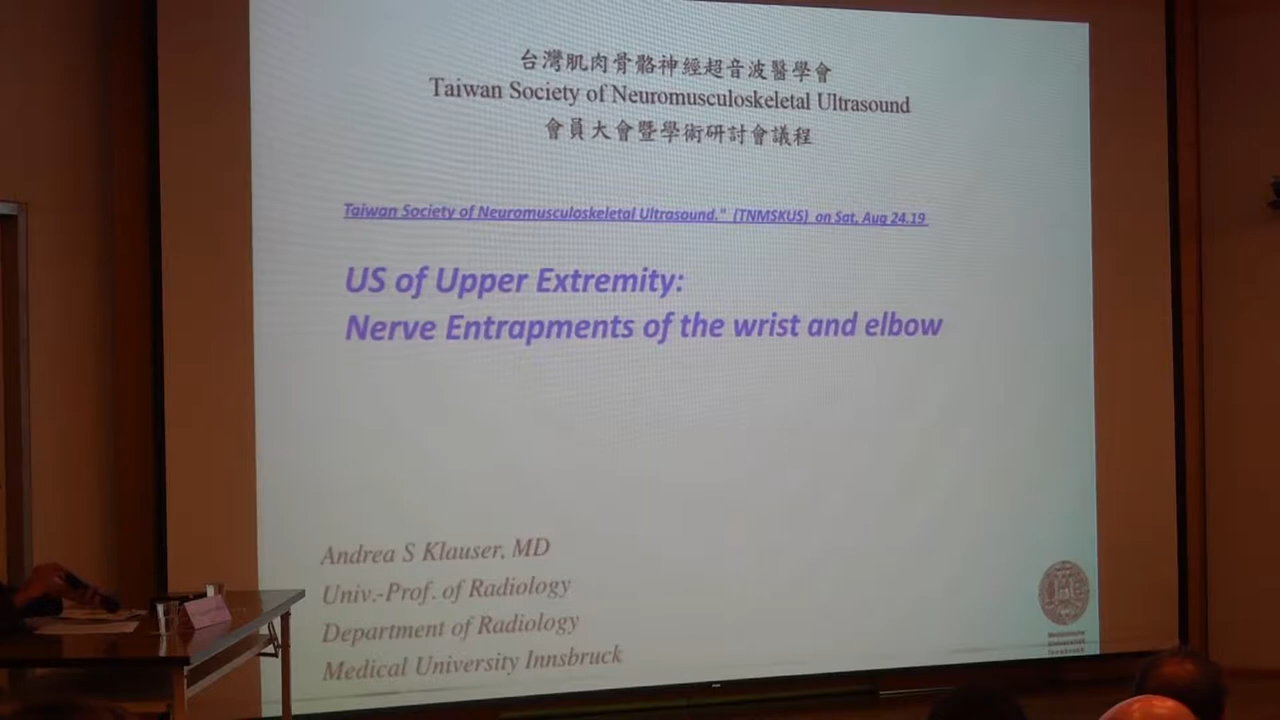 台灣肌肉骨骼神經超音波醫學會
Taiwan Society of Neuromusculoskeletal Ultrasound
會員大會暨學術研討會議程
Taiwan Society of Neuromusculoskeletal Ultrasound." (TNMSKUS) on Sat, Aug 24.19
US of Upper Extremity:
Nerve Entrapments of the wrist and elbow
Andrea S Klauser, MD
Univ.-Prof. of Radiology
Department of Radiology
Medical University Innsbruck
Medizinische
Universität
Innsbruck